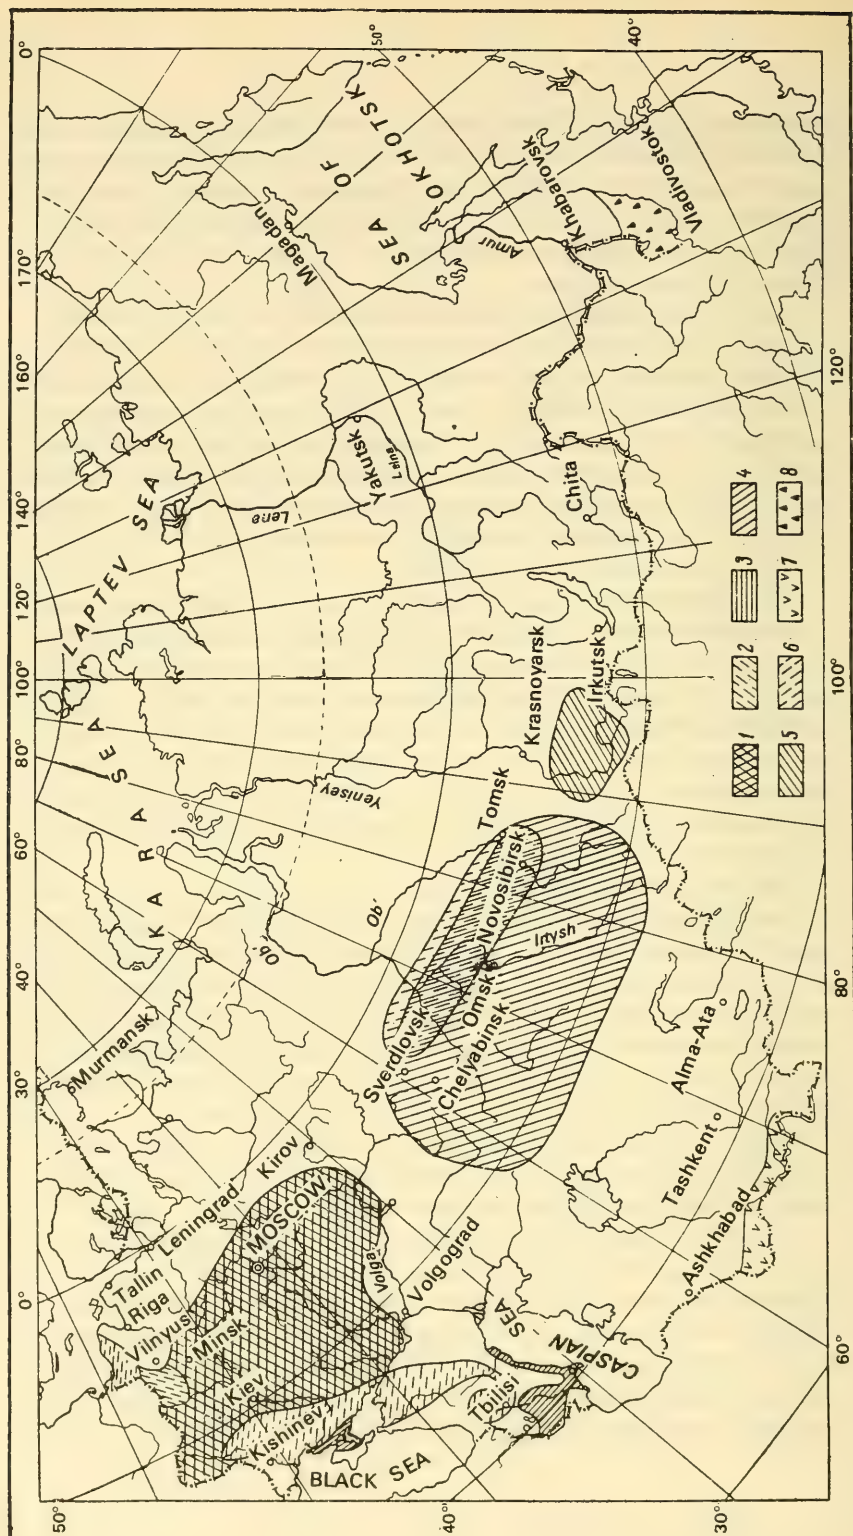 0°
170°
160°
140°
120°
100°
80°
60°
40°
30°
0°
50°
50°
40°
120°
100°
80°
60°
40°
30°
LAPTEV SEA
KARA SEA
SEA OF
OKHOTSK
Magadan
Yakutsk
Lena
Lena
Amur
Khabarovsk
Vladivostok
Chita
Irkutsk
Krasnoyarsk
Yenisey
Tomsk
Novosibirsk
Ob'
Ob'
Ob'
Irtysh
Omsk
Sverdlovsk
Chelyabinsk
Murmansk
Kirov
Leningrad
MOSCOW
Tallin
Riga
Vilnyus
Minsk
Kiev
Kishinev
Volga
Volgograd
Tbilisi
BLACK SEA
CASPIAN
SEA
Ashkhabad
Tashkent
Alma-Ata
1
2
3
4
5
6
7
8